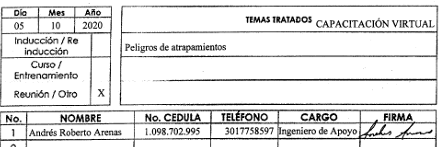 Día Mes Año
05 10 2020
TEMAS TRATADOS CAPACITACIÓN VIRTUAL
Inducción / Re
inducción
Peligros de atrapamientos
Curso /
Entrenamiento
Reunión / Otro X
No. NOMBRE No. CEDULA TELÉFONO CARGO FIRMA
1 Andrés Roberto Arenas 1.098.702.995 3017758597 Ingeniero de Apoyo